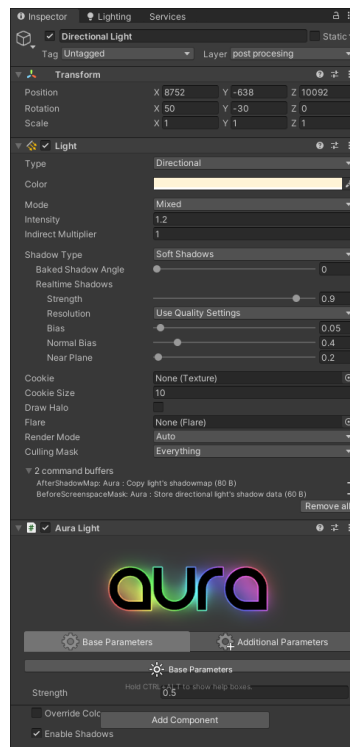 Inspector Lighting Services
Directional Light Static
Tag Untagged Layer post procesing
Transform
Position X 8752 Y -638 Z 10092
Rotation X 50 Y -30 Z 0
Scale X 1 Y 1 Z 1
Light
Type Directional
Color
Mode Mixed
Intensity 1.2
Indirect Multiplier 1
Shadow Type Soft Shadows
Baked Shadow Angle 0
Realtime Shadows
Strength 0.9
Resolution Use Quality Settings
Bias 0.05
Normal Bias 0.4
Near Plane 0.2
Cookie None (Texture)
Cookie Size 10
Draw Halo
Flare None (Flare)
Render Mode Auto
Culling Mask Everything
2 command buffers
AfterShadowMap: Aura : Copy light's shadowmap (80 B)
BeforeScreenspaceMask: Aura : Store directional light's shadow data (60 B)
Remove all
# Aura Light
aura
Base Parameters Additional Parameters
Base Parameters
Hold CTRL+ALT to show help boxes.
Strength 0.5
Override Colo
Add Component
Enable Shadows